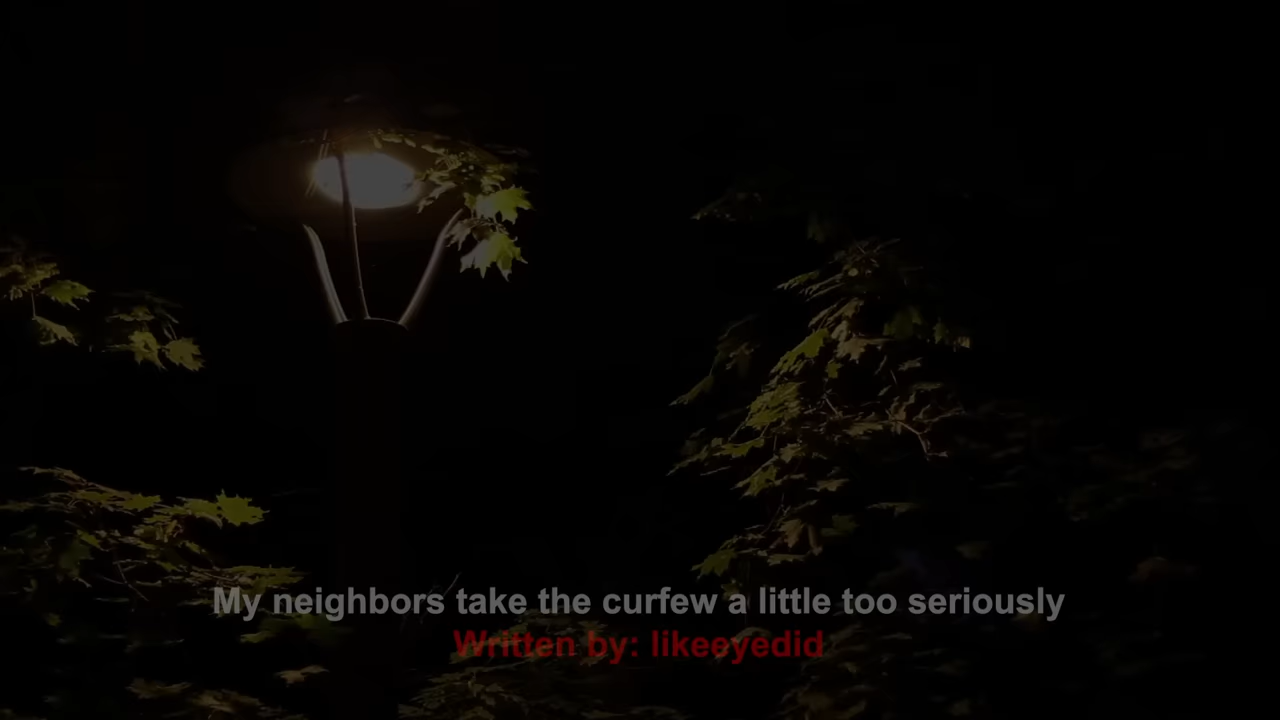 My neighbors take the curfew a little too seriously
Written by: likeeyedid